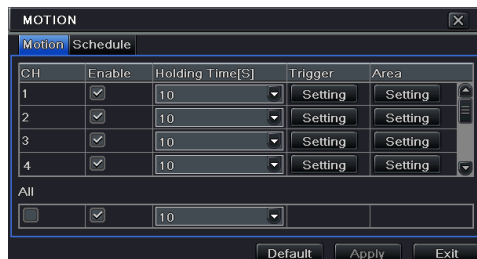 MOTION
Motion Schedule
CH Enable Holding Time[S] Trigger Area
1 10 Setting Setting
2 10 Setting Setting
3 10 Setting Setting
4 10 Setting Setting
All
10
Default Apply Exit